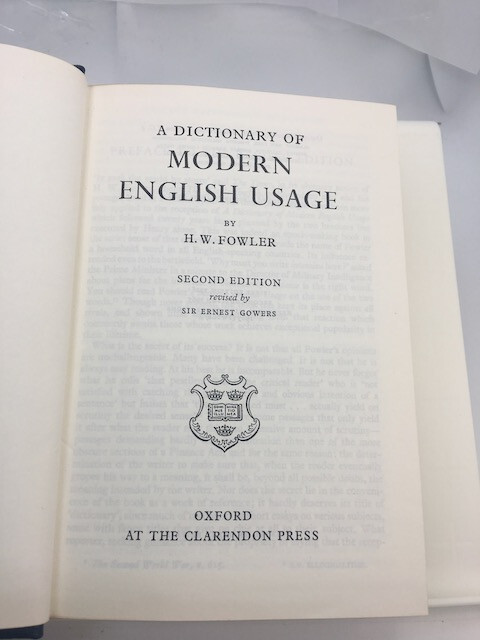 A DICTIONARY OF
MODERN
ENGLISH USAGE
BY
H. W. FOWLER
SECOND EDITION
revised by
SIR ERNEST GOWERS
OXFORD
AT THE CLARENDON PRESS